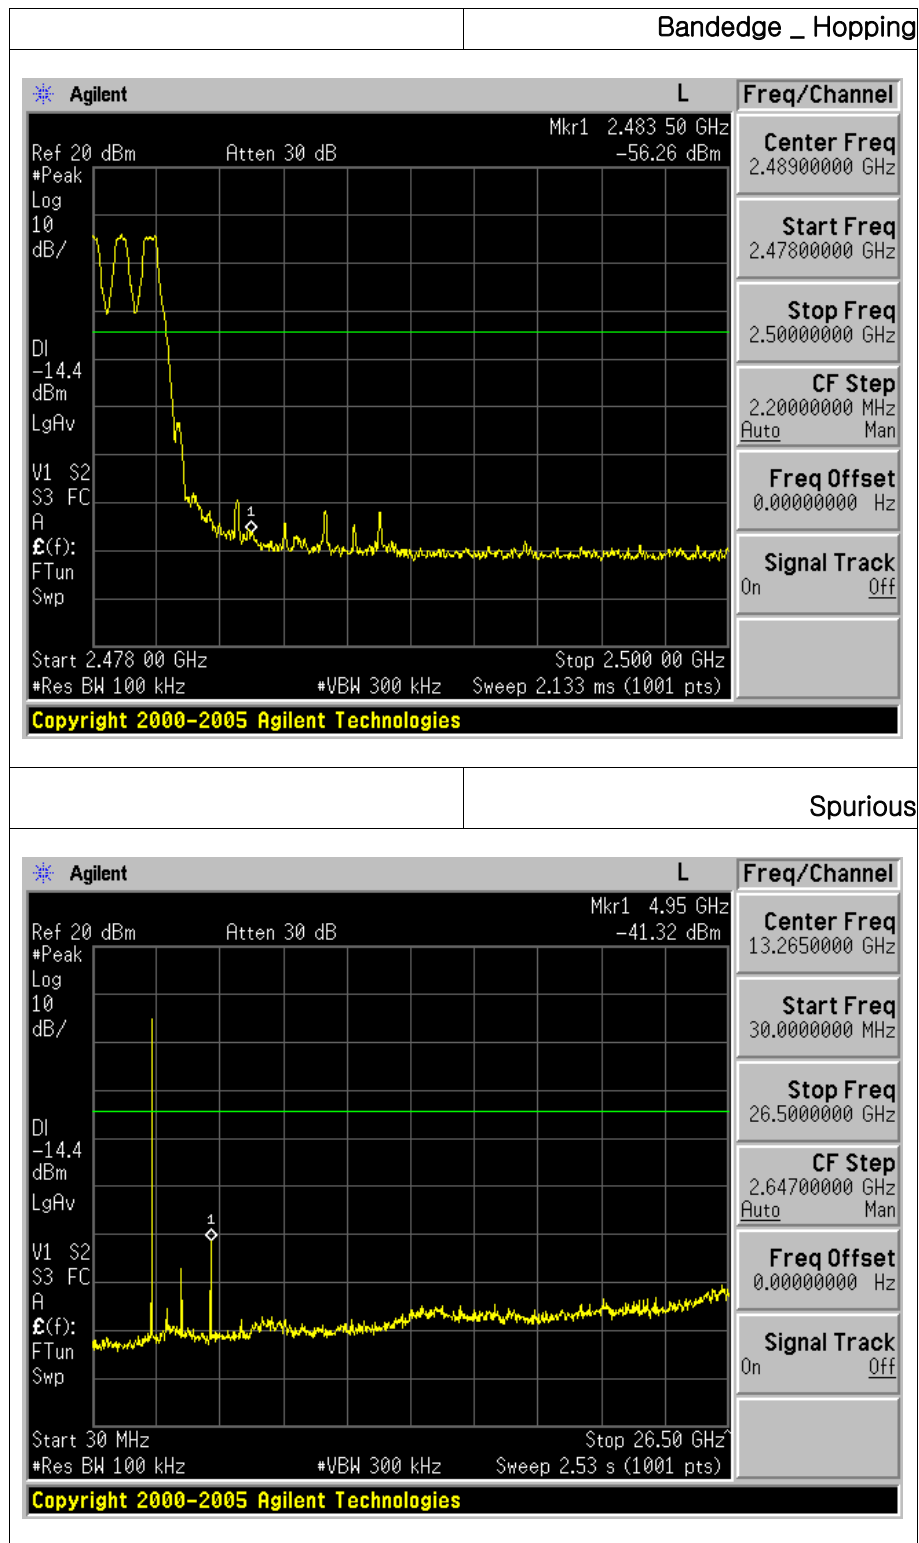 Bandedge _ Hopping
Agilent
L
Freq/Channel
Mkr1 2.483 50 GHz
Ref 20 dBm Atten 30 dB -56.26 dBm
#Peak
Log
10
dB/
DI
-14.4
dBm
LgAv
V1 S2
S3 FC
A
£(f):
FTun
Swp
1
Start 2.478 00 GHz Stop 2.500 00 GHz
#Res BW 100 kHz #VBW 300 kHz Sweep 2.133 ms (1001 pts)
Center Freq
2.48900000 GHz
Start Freq
2.47800000 GHz
Stop Freq
2.50000000 GHz
CF Step
2.20000000 MHz
Auto Man
Freq Offset
0.00000000 Hz
Signal Track
On Off
Copyright 2000-2005 Agilent Technologies
Spurious
Agilent
L
Freq/Channel
Mkr1 4.95 GHz
Ref 20 dBm Atten 30 dB -41.32 dBm
#Peak
Log
10
dB/
DI
-14.4
dBm
LgAv
V1 S2
S3 FC
A
£(f):
FTun
Swp
1
Start 30 MHz Stop 26.50 GHz^
#Res BW 100 kHz #VBW 300 kHz Sweep 2.53 s (1001 pts)
Center Freq
13.2650000 GHz
Start Freq
30.0000000 MHz
Stop Freq
26.5000000 GHz
CF Step
2.64700000 GHz
Auto Man
Freq Offset
0.00000000 Hz
Signal Track
On Off
Copyright 2000-2005 Agilent Technologies